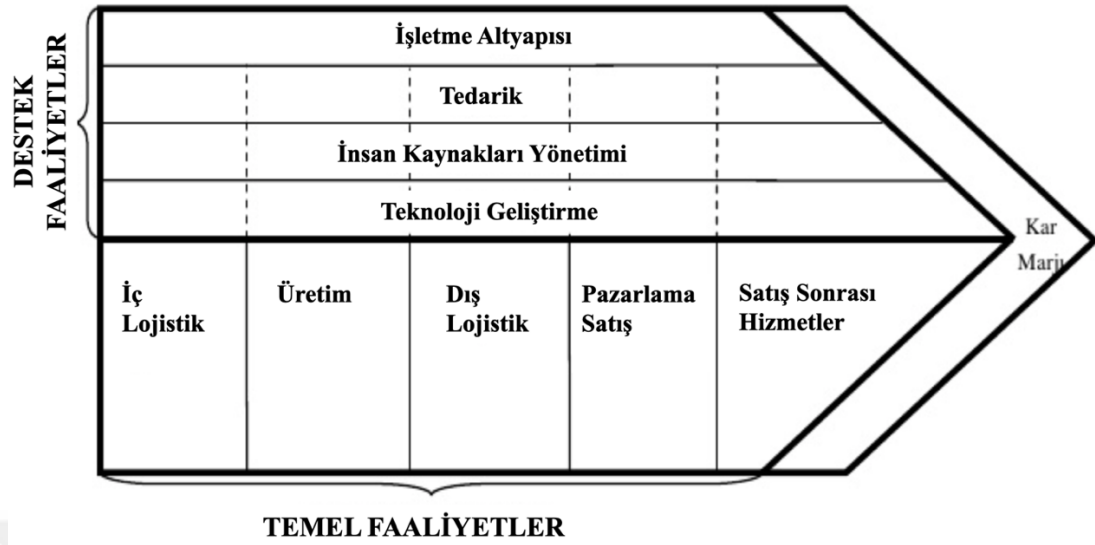 DESTEK
FAALİYETLER
İşletme Altyapısı
Tedarik
İnsan Kaynakları Yönetimi
Teknoloji Geliştirme
Kar
Marjı
İç
Lojistik
Üretim
Dış
Lojistik
Pazarlama
Satış
Satış Sonrası
Hizmetler
TEMEL FAALİYETLER